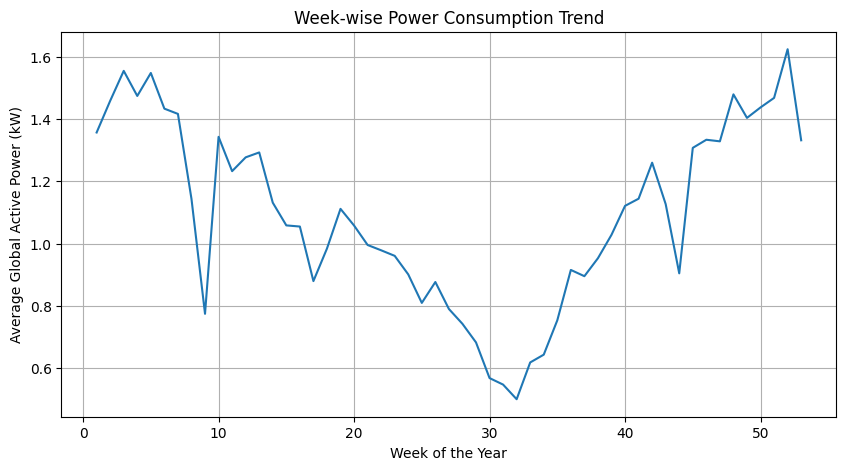 Week-wise Power Consumption Trend
Average Global Active Power (kW)
1.6
1.4
1.2
1.0
0.8
0.6
0 10 20 30 40 50
Week of the Year